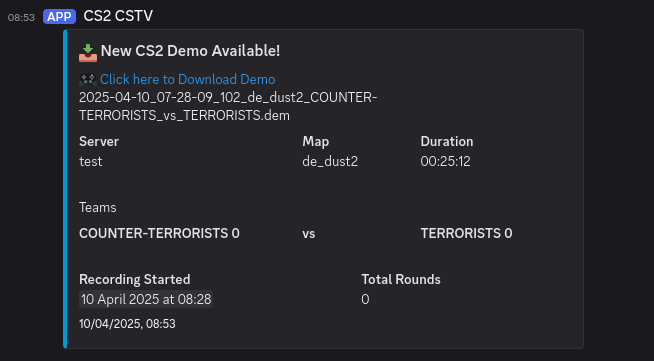 08:53 APP CS2 CSTV
New CS2 Demo Available!
Click here to Download Demo
2025-04-10_07-28-09_102_de_dust2_COUNTER-
TERRORISTS_vs_TERRORISTS.dem
Server Map Duration
test de_dust2 00:25:12
Teams
COUNTER-TERRORISTS 0 vs TERRORISTS 0
Recording Started Total Rounds
10 April 2025 at 08:28 0
10/04/2025, 08:53